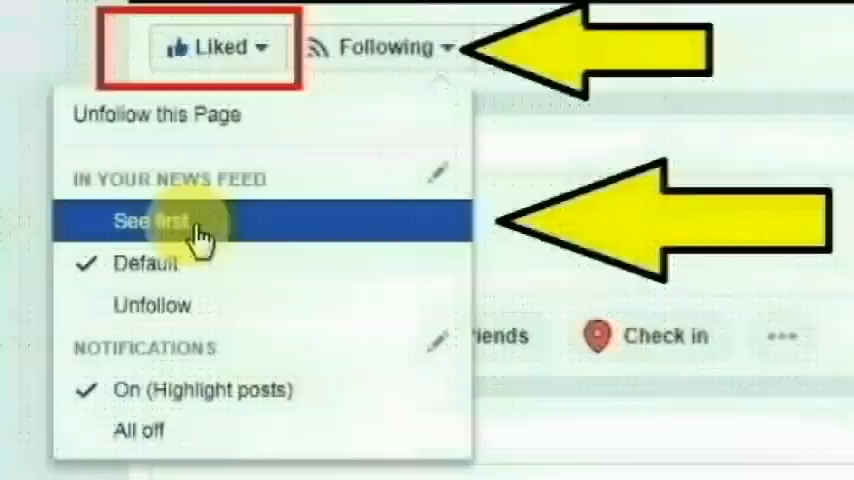 Liked Following
Unfollow this Page
IN YOUR NEWS FEED
See first
Default
Unfollow
riends Check in
NOTIFICATIONS
On (Highlight posts)
All off